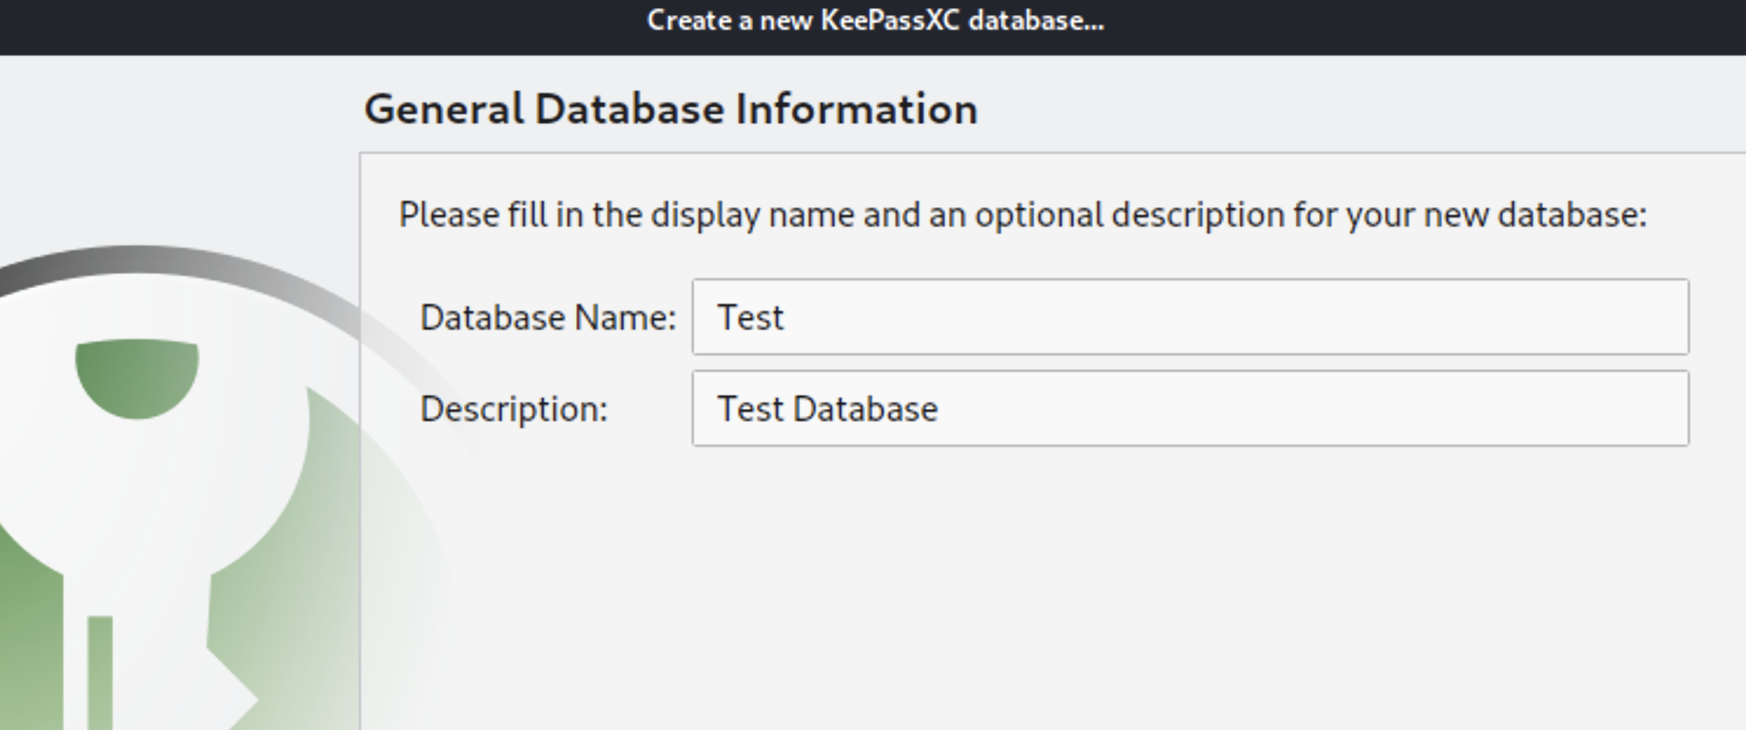 Create a new KeePassXC database...
General Database Information
Please fill in the display name and an optional description for your new database:
Database Name: Test
Description: Test Database